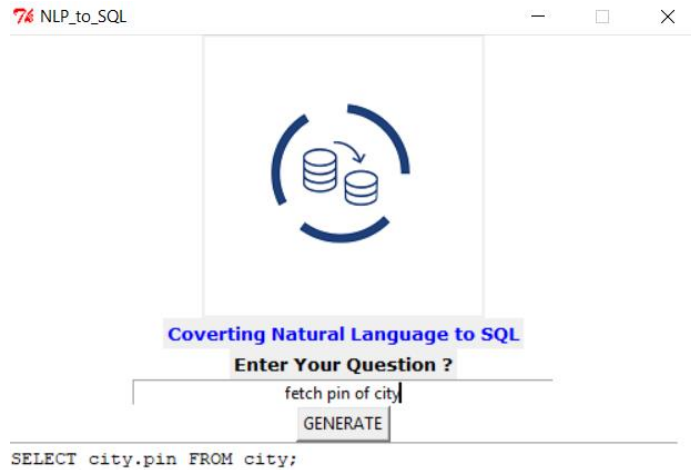 NLP_to_SQL
Coverting Natural Language to SQL
Enter Your Question ?
fetch pin of city
GENERATE
SELECT city.pin FROM city;